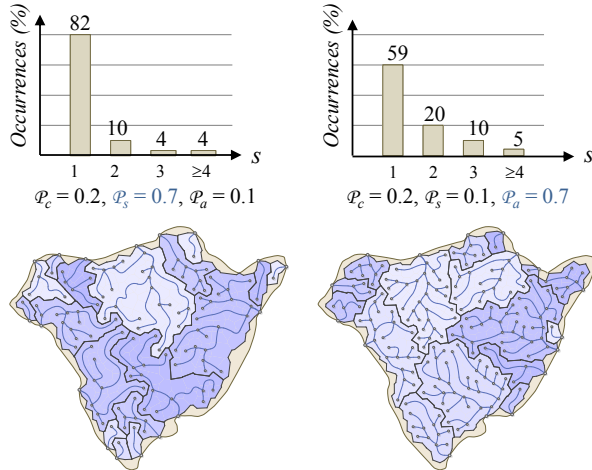 Occurrences (%)
82
10
4
4
1
2
3
≥4
s
𝒫c = 0.2, 𝒫s = 0.7, 𝒫a = 0.1
Occurrences (%)
59
20
10
5
1
2
3
≥4
s
𝒫c = 0.2, 𝒫s = 0.1, 𝒫a = 0.7